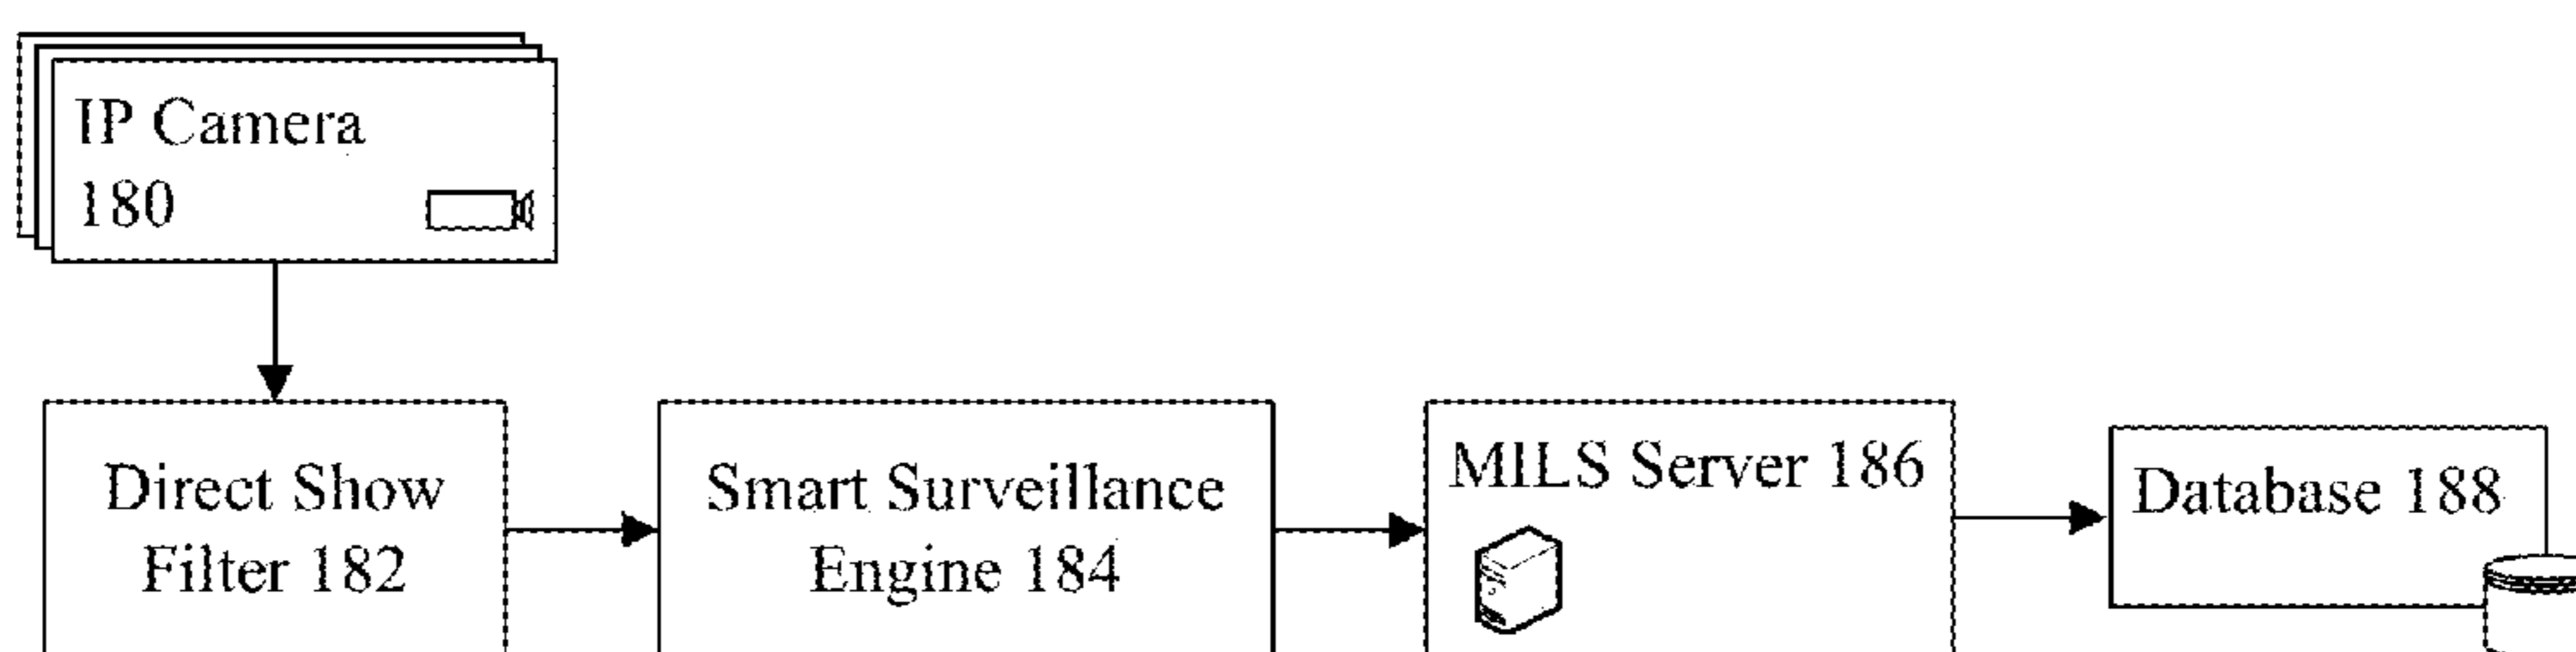 IP Camera
180
Direct Show
Filter 182
Smart Surveillance
Engine 184
MILS Server 186
Database 188